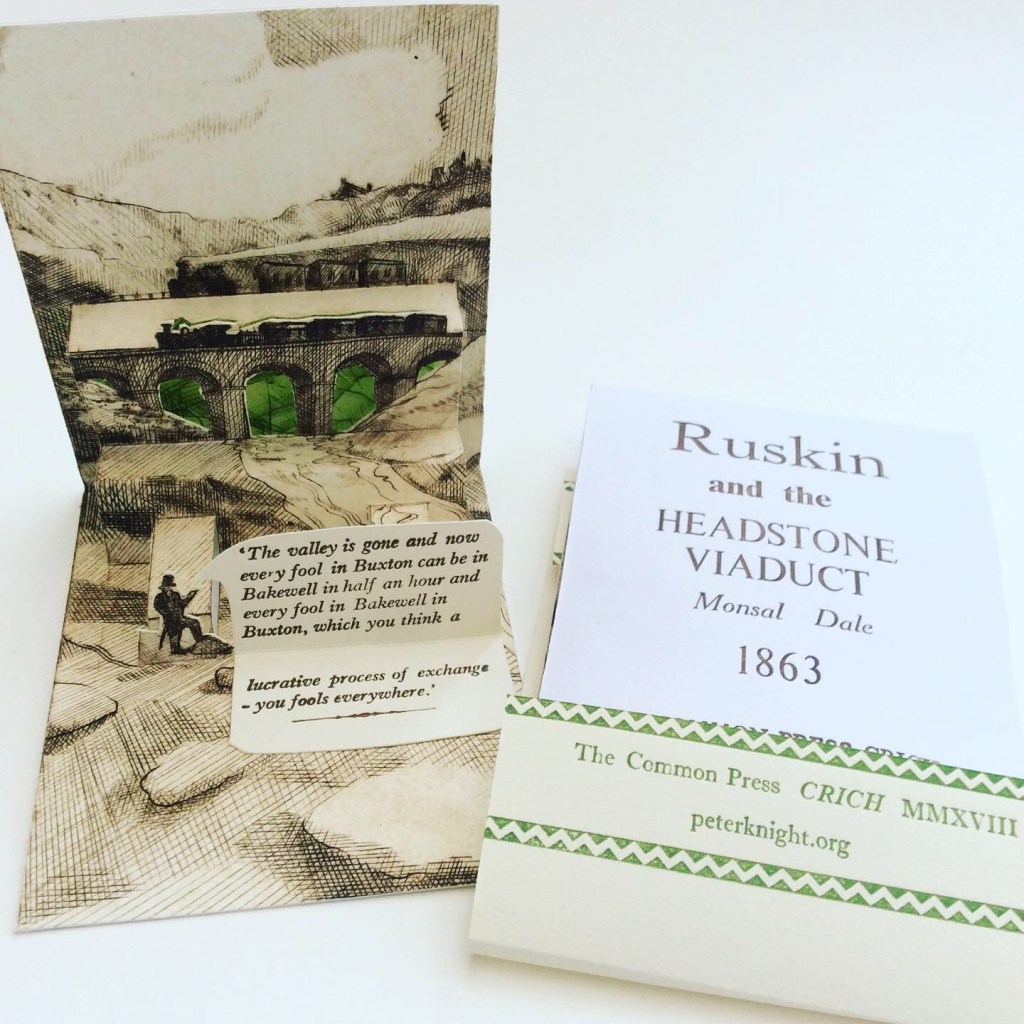 'The valley is gone and now
every fool in Buxton can be in
Bakewell in half an hour and
every fool in Bakewell in
Buxton, which you think a
lucrative process of exchange
- you fools everywhere.'
Ruskin
and the
HEADSTONE
VIADUCT
Monsal Dale
1863
The Common Press CRICH MMXVIII
peterknight.org